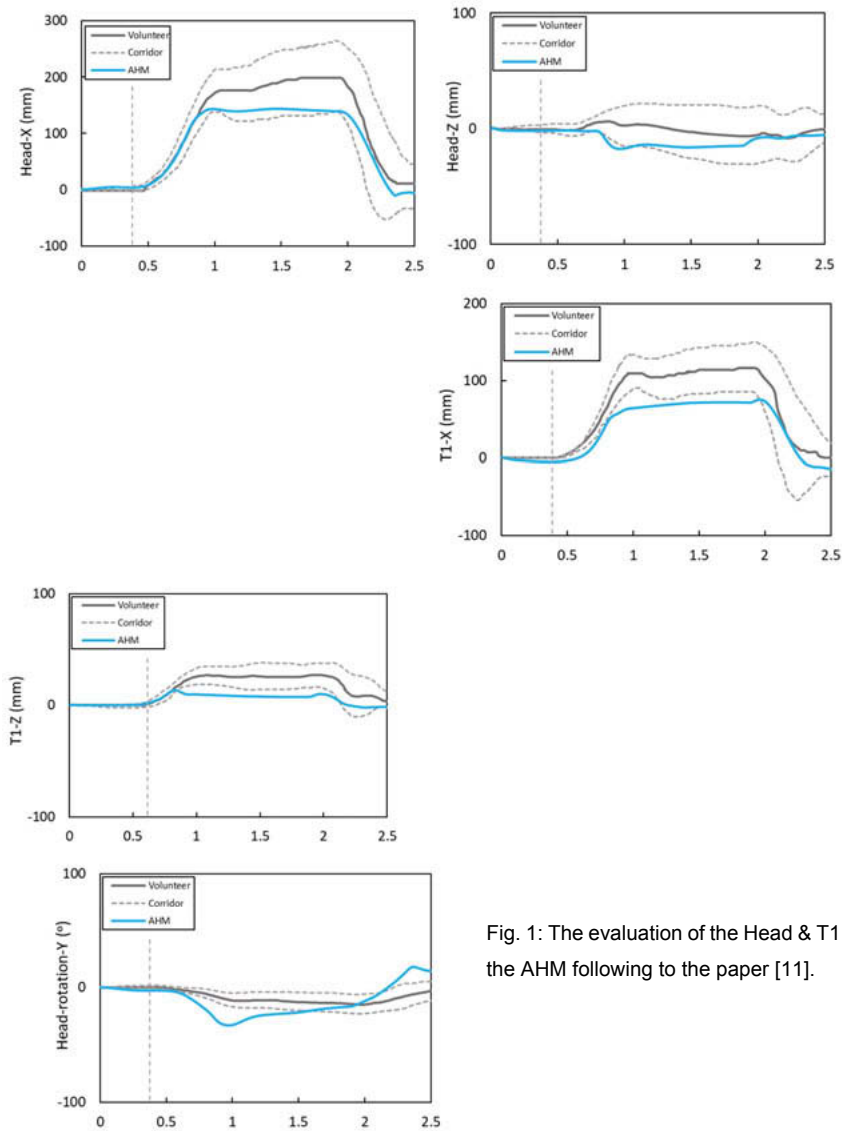 300
200
100
0
-100
Head-X (mm)
Volunteer
Corridor
AHM
0 0.5 1 1.5 2 2.5
100
0
-100
Head-Z (mm)
Volunteer
Corridor
AHM
0 0.5 1 1.5 2 2.5
200
100
0
-100
T1-X (mm)
Volunteer
Corridor
AHM
0 0.5 1 1.5 2 2.5
100
0
-100
T1-Z (mm)
Volunteer
Corridor
AHM
0 0.5 1 1.5 2 2.5
100
0
-100
Head-rotation-Y (º)
Volunteer
Corridor
AHM
0 0.5 1 1.5 2 2.5
Fig. 1: The evaluation of the Head & T1
the AHM following to the paper [11].